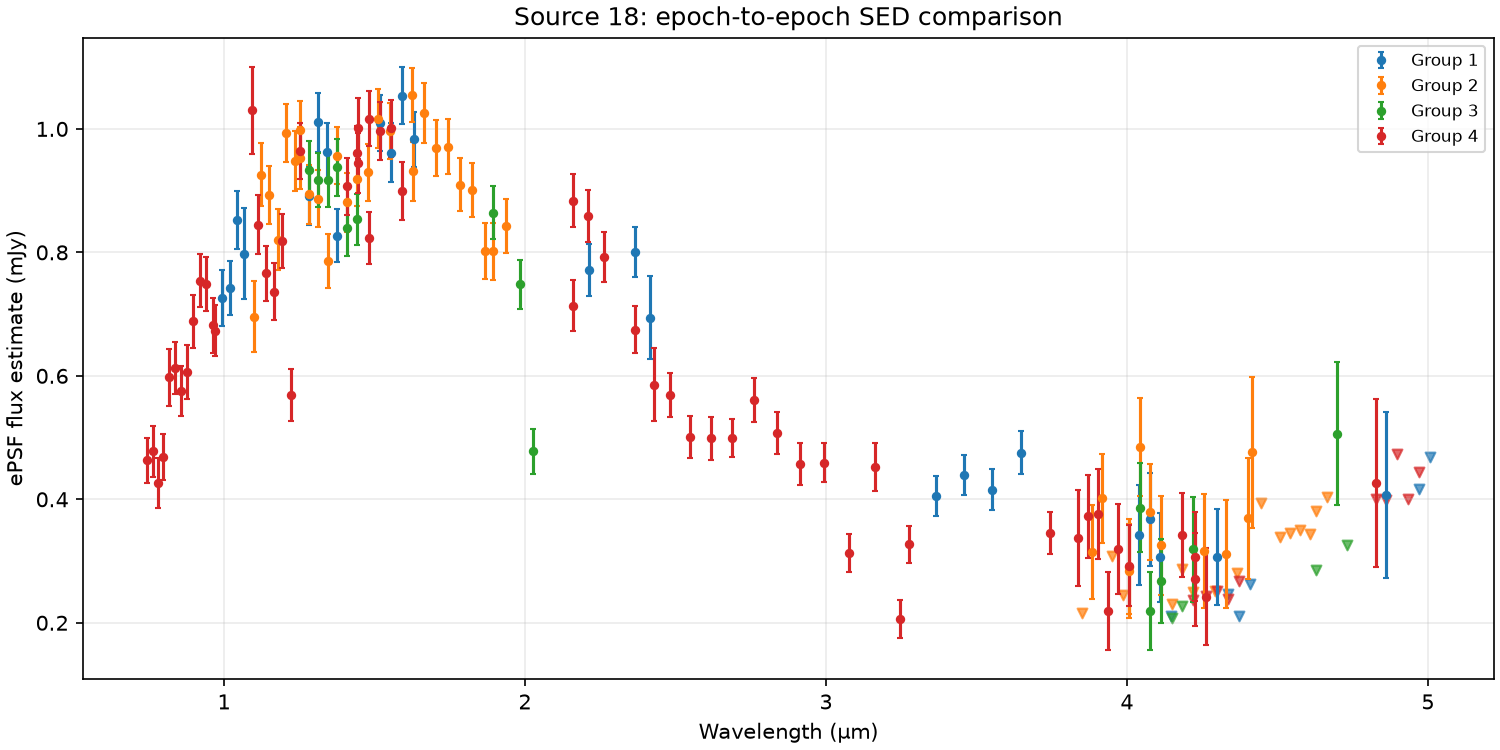 Source 18: epoch-to-epoch SED comparison
Group 1
Group 2
Group 3
Group 4
ePSF flux estimate (mJy)
1.0
0.8
0.6
0.4
0.2
1
2
3
4
5
Wavelength (µm)